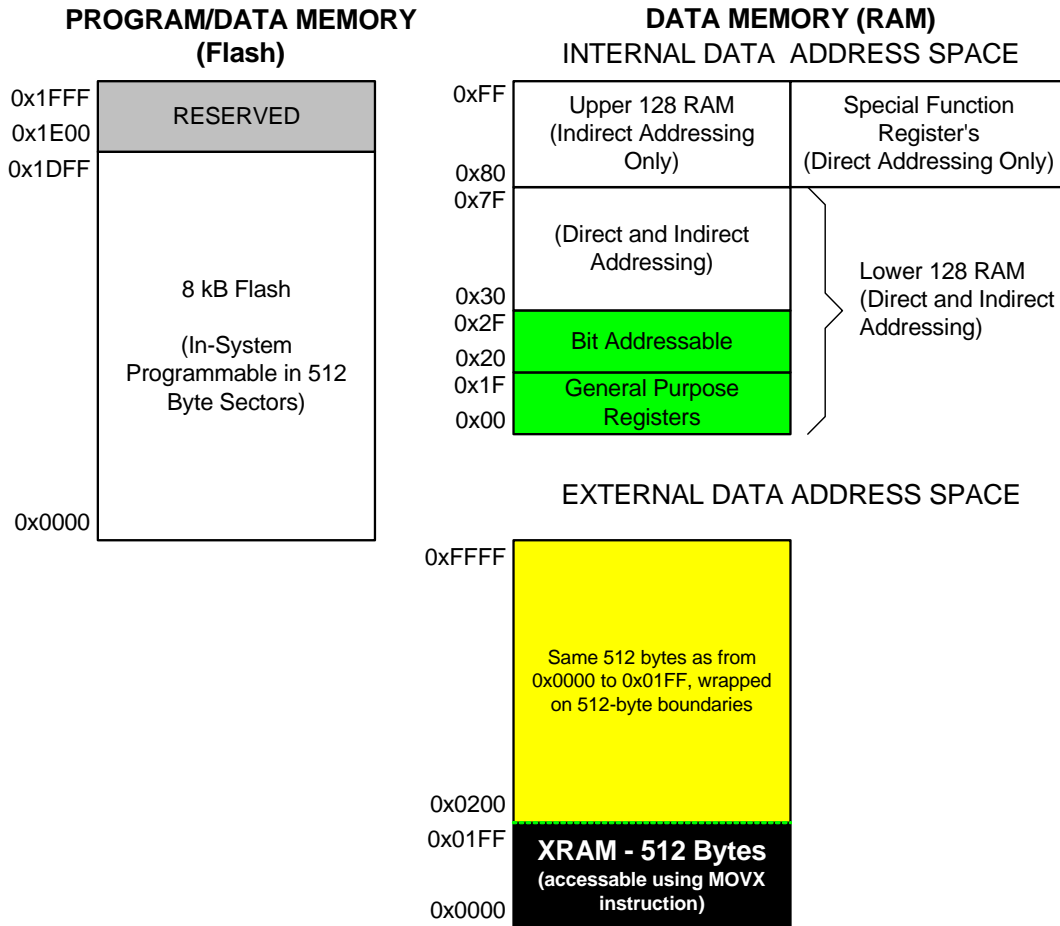 PROGRAM/DATA MEMORY
(Flash)
0x1FFF
RESERVED
0x1E00
0x1DFF
8 kB Flash
(In-System
Programmable in 512
Byte Sectors)
0x0000
DATA MEMORY (RAM)
INTERNAL DATA ADDRESS SPACE
0xFF
Upper 128 RAM
(Indirect Addressing
Only)
0x80
Special Function
Register's
(Direct Addressing Only)
0x7F
(Direct and Indirect
Addressing)
0x30
0x2F
Bit Addressable
0x20
0x1F
General Purpose
Registers
0x00
Lower 128 RAM
(Direct and Indirect
Addressing)
EXTERNAL DATA ADDRESS SPACE
0xFFFF
Same 512 bytes as from
0x0000 to 0x01FF, wrapped
on 512-byte boundaries
0x0200
0x01FF
XRAM - 512 Bytes
(accessable using MOVX
instruction)
0x0000